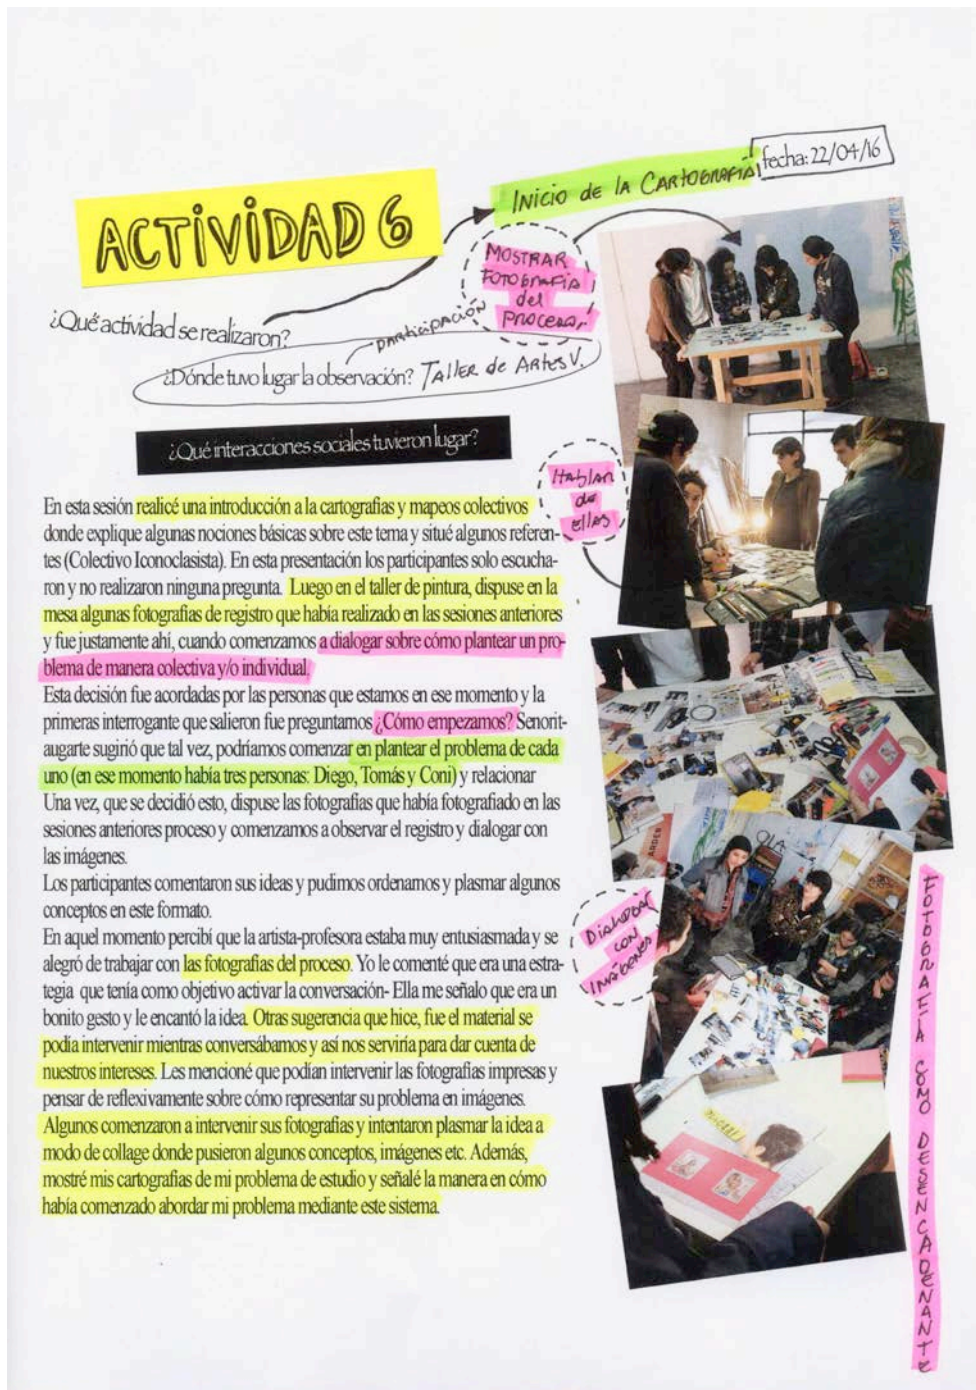 fecha: 22/04/16
INICIO DE LA CARTOGRAFÍA
ACTIVIDAD 6
MOSTRAR
FOTOGRAFÍA
del
PROCESO
¿Qué actividad se realizaron?
participación
¿Dónde tuvo lugar la observación? TALLER de ARTES V.
¿Qué interacciones sociales tuvieron lugar?
Hablan
de
ellas
En esta sesión realicé una introducción a la cartografías y mapeos colectivos
donde explique algunas nociones básicas sobre este tema y situé algunos referen-
tes (Colectivo Iconoclasista). En esta presentación los participantes solo escucha-
ron y no realizaron ninguna pregunta. Luego en el taller de pintura, dispuse en la
mesa algunas fotografías de registro que había realizado en las sesiones anteriores
y fue justamente ahí, cuando comenzamos a dialogar sobre cómo plantear un pro-
blema de manera colectiva y/o individual.
Esta decisión fue acordadas por las personas que estamos en ese momento y la
primeras interrogante que salieron fue preguntarnos ¿Cómo empezamos? Senorit-
augarte sugirió que tal vez, podríamos comenzar en plantear el problema de cada
uno (en ese momento había tres personas: Diego, Tomás y Coni) y relacionar
Una vez, que se decidió esto, dispuse las fotografías que había fotografiado en las
sesiones anteriores proceso y comenzamos a observar el registro y dialogar con
las imágenes.
Los participantes comentaron sus ideas y pudimos ordenarnos y plasmar algunos
conceptos en este formato.
En aquel momento percibí que la artista-profesora estaba muy entusiasmada y se
alegró de trabajar con las fotografías del proceso. Yo le comenté que era una estra-
tegia que tenía como objetivo activar la conversación- Ella me señalo que era un
bonito gesto y le encantó la idea. Otras sugerencia que hice, fue el material se
podía intervenir mientras conversábamos y así nos serviría para dar cuenta de
nuestros intereses. Les mencioné que podían intervenir las fotografías impresas y
pensar de reflexivamente sobre cómo representar su problema en imágenes.
Algunos comenzaron a intervenir sus fotografías y intentaron plasmar la idea a
modo de collage donde pusieron algunos conceptos, imágenes etc. Además,
mostré mis cartografías de mi problema de estudio y señalé la manera en cómo
había comenzado abordar mi problema mediante este sistema.
DIALOGAR
CON
IMÁGENES
FOTOGRAFÍA COMO DESENCADENANTE